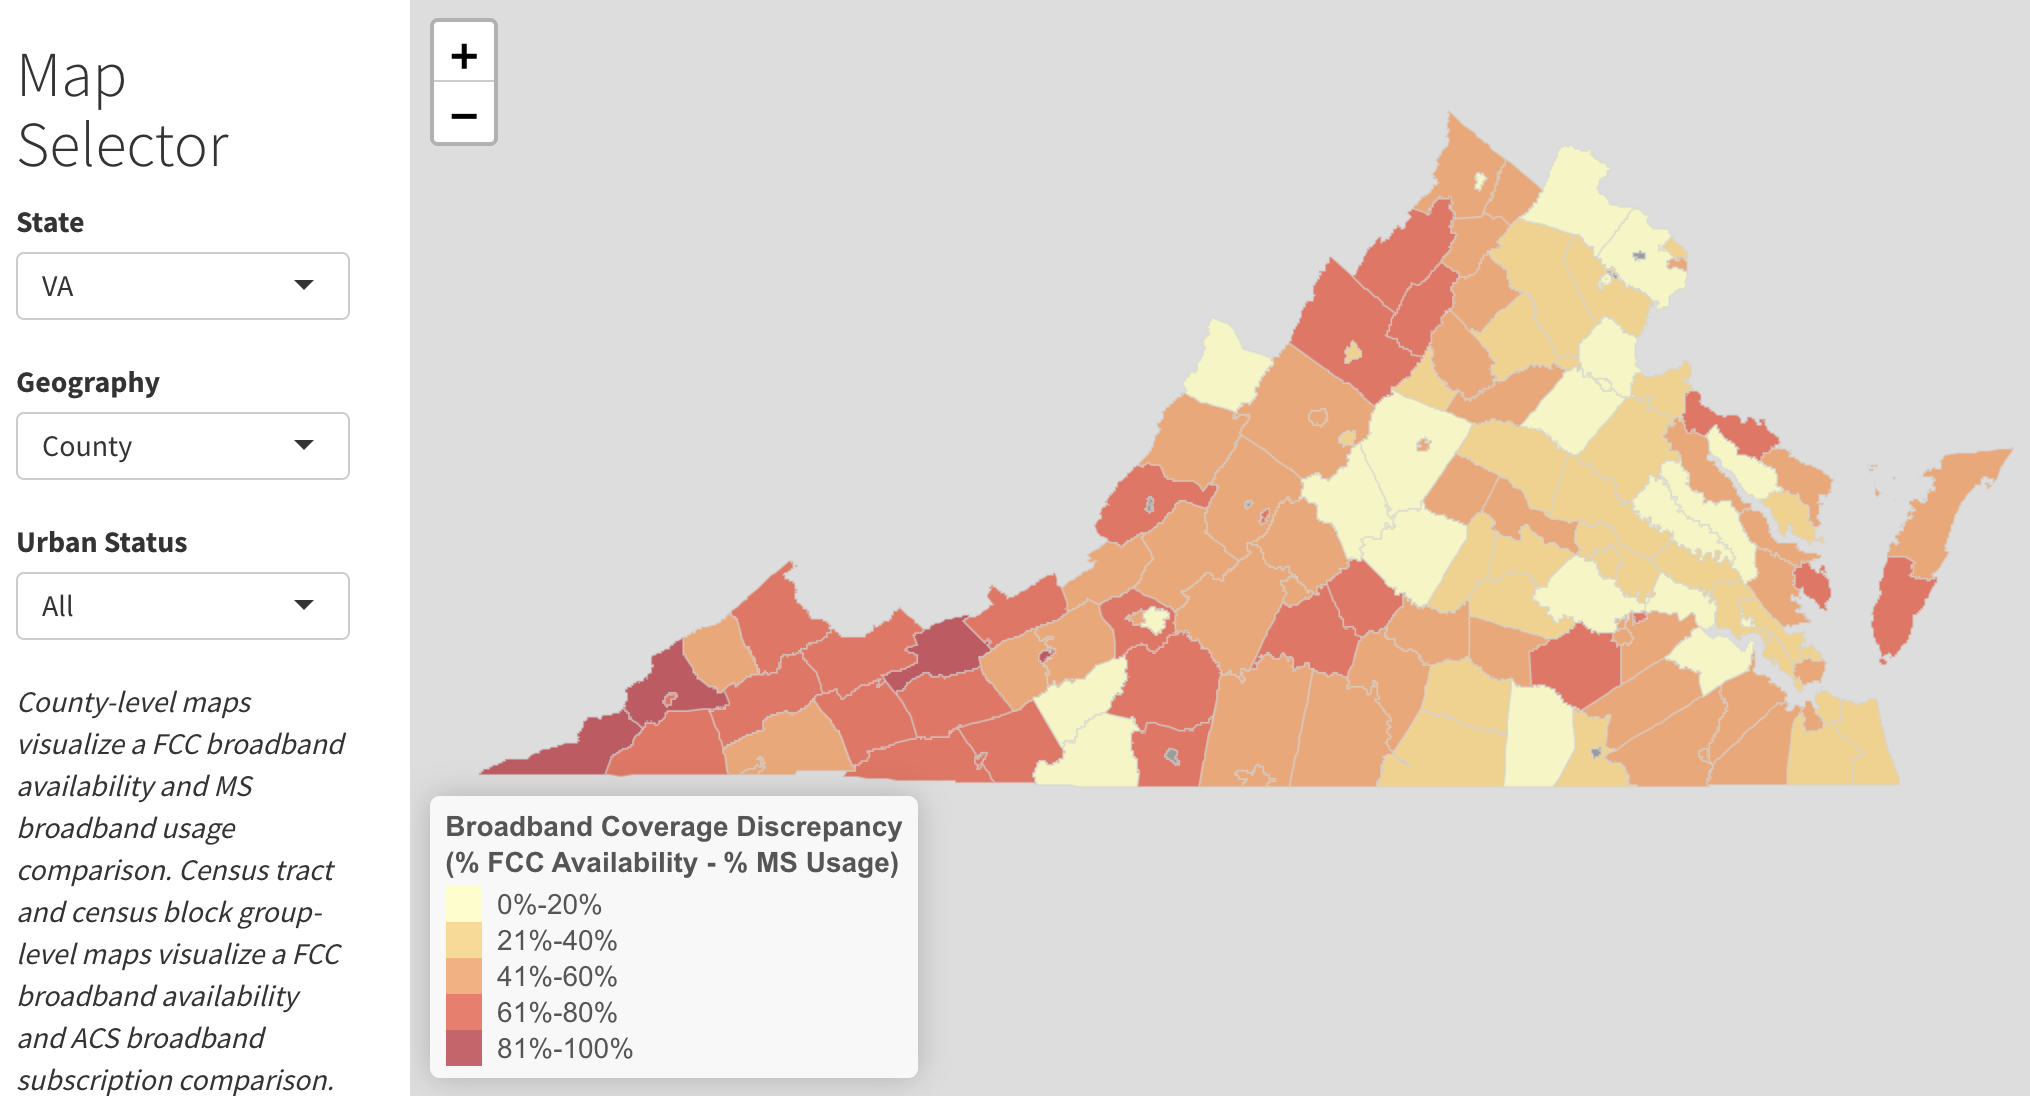 Map
Selector
State
VA
Geography
County
Urban Status
All
County-level maps
visualize a FCC broadband
availability and MS
broadband usage
comparison. Census tract
and census block group-
level maps visualize a FCC
broadband availability
and ACS broadband
subscription comparison.
+
−
Broadband Coverage Discrepancy
(% FCC Availability - % MS Usage)
0%-20%
21%-40%
41%-60%
61%-80%
81%-100%